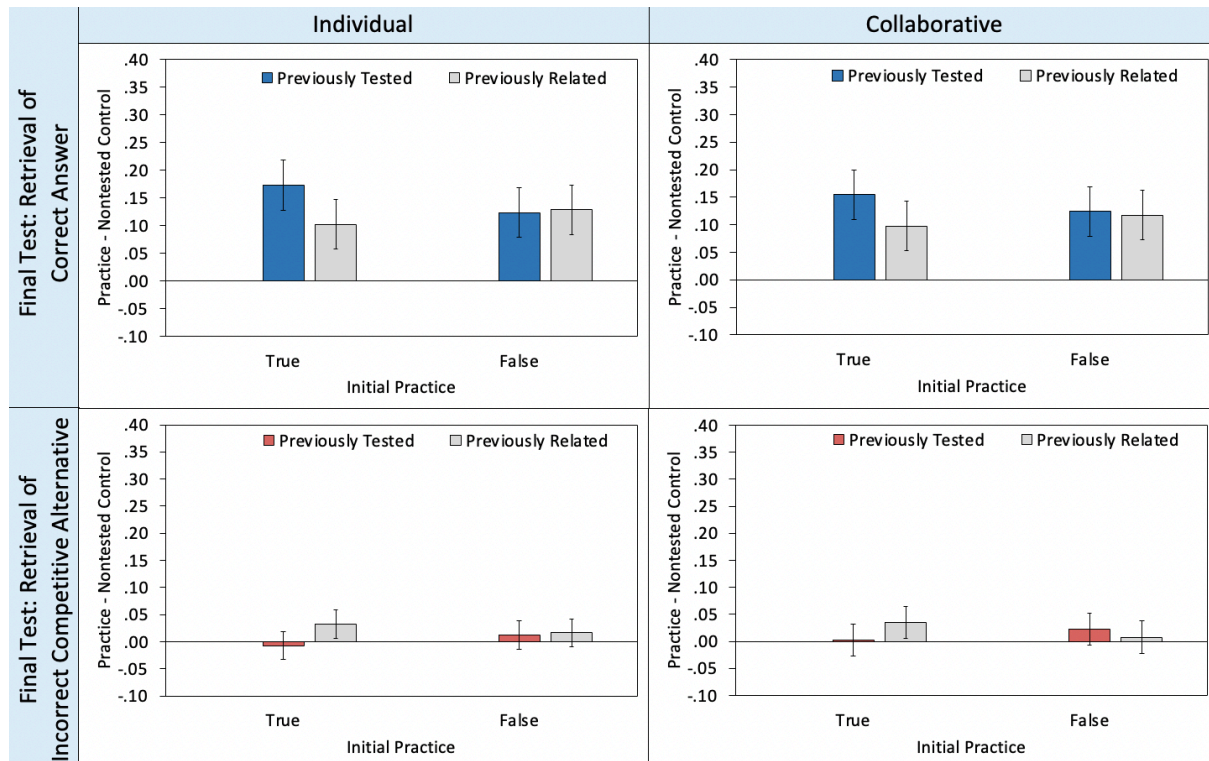 Individual
Collaborative
Final Test: Retrieval of
Correct Answer
Practice - Nontested Control
.40
.35
.30
.25
.20
.15
.10
.05
.00
-.05
-.10
Previously Tested
Previously Related
True
False
Initial Practice
Practice - Nontested Control
.40
.35
.30
.25
.20
.15
.10
.05
.00
-.05
-.10
Previously Tested
Previously Related
True
False
Initial Practice
Final Test: Retrieval of
Incorrect Competitive Alternative
Practice - Nontested Control
.40
.35
.30
.25
.20
.15
.10
.05
.00
-.05
-.10
Previously Tested
Previously Related
True
False
Initial Practice
Practice - Nontested Control
.40
.35
.30
.25
.20
.15
.10
.05
.00
-.05
-.10
Previously Tested
Previously Related
True
False
Initial Practice